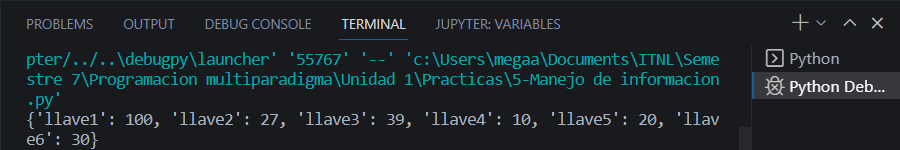 PROBLEMS OUTPUT DEBUG CONSOLE TERMINAL JUPYTER: VARIABLES
pter/../..\debugpy\launcher' '55767' '--' 'c:\Users\megaa\Documents\ITNL\Seme
stre 7\Programacion multiparadigma\Unidad 1\Practicas\5-Manejo de informacion
.py'
{'llave1': 100, 'llave2': 27, 'llave3': 39, 'llave4': 10, 'llave5': 20, 'llav
e6': 30}
Python
Python Deb...